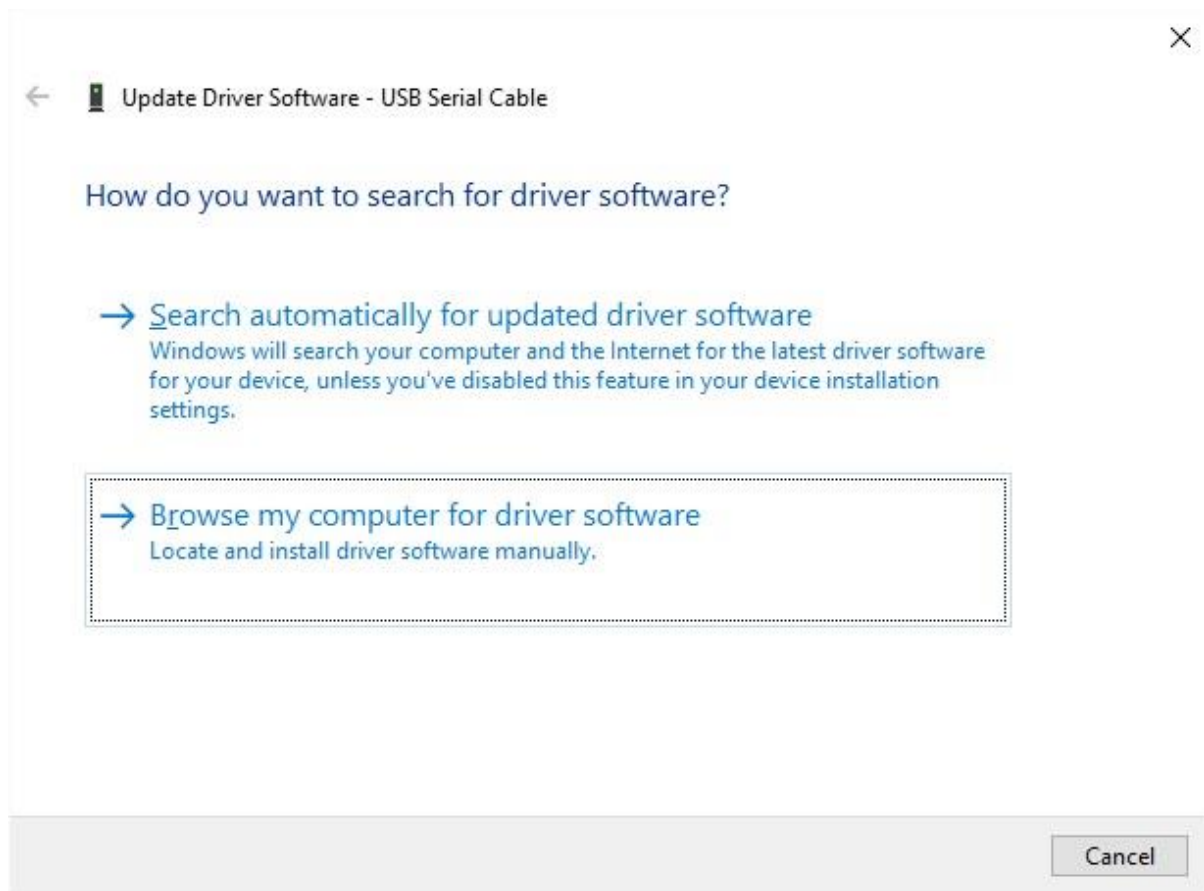 Update Driver Software - USB Serial Cable
How do you want to search for driver software?
Search automatically for updated driver software
Windows will search your computer and the Internet for the latest driver software
for your device, unless you've disabled this feature in your device installation
settings.
Browse my computer for driver software
Locate and install driver software manually.
Cancel